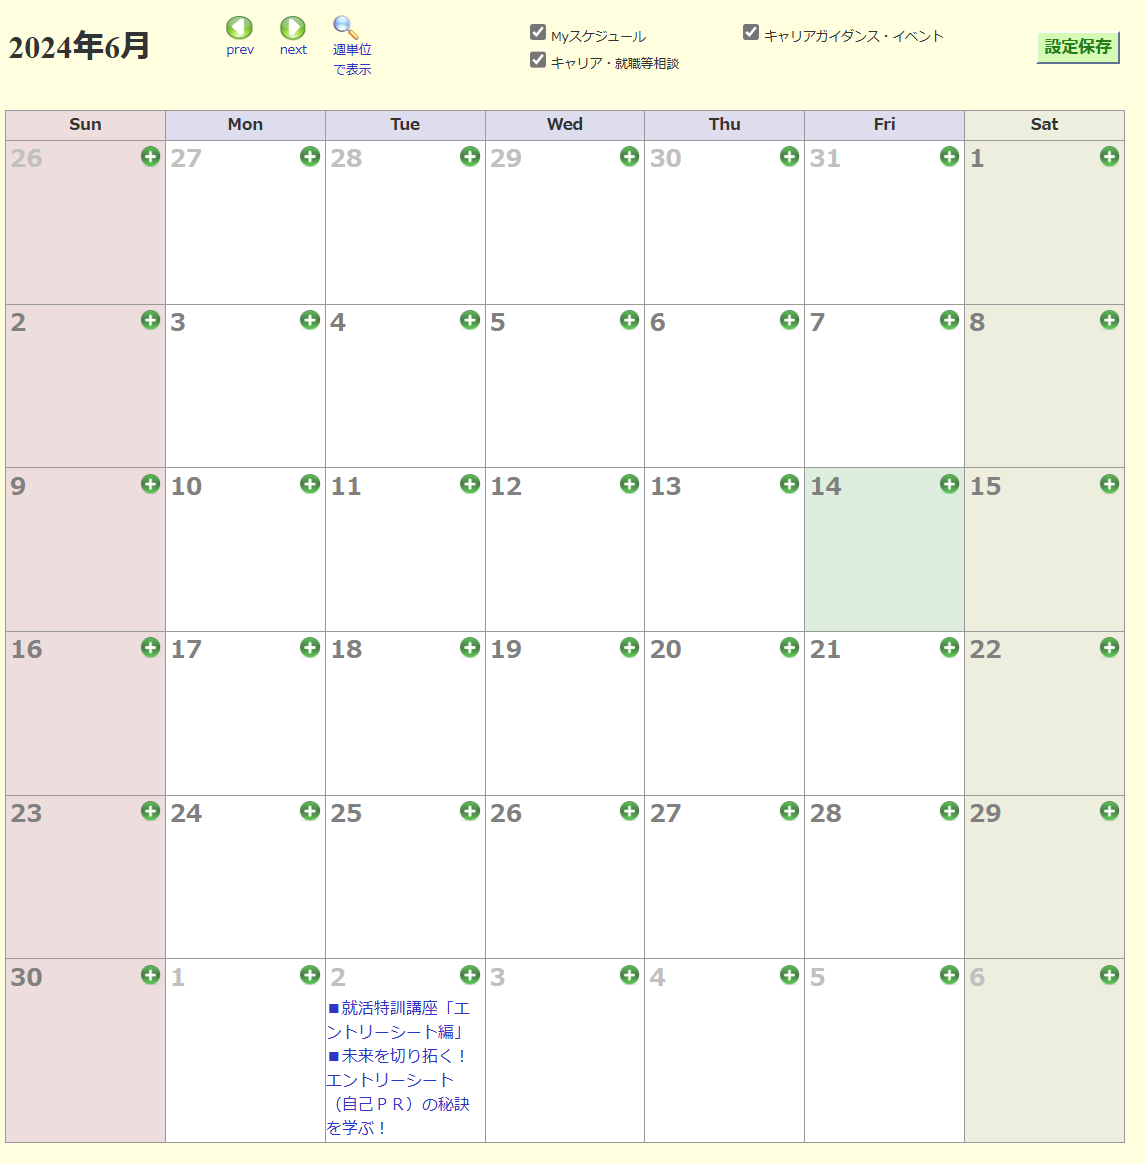 2024年6月
prev
next
週単位
で表示
Myスケジュール
キャリアガイダンス・イベント
キャリア・就職等相談
設定保存
Sun Mon Tue Wed Thu Fri Sat
26 27 28 29 30 31 1
2 3 4 5 6 7 8
9 10 11 12 13 14 15
16 17 18 19 20 21 22
23 24 25 26 27 28 29
30 1 2 3 4 5 6
■就活特訓講座「エ
ントリーシート編」
■未来を切り拓く！
エントリーシート
（自己ＰＲ）の秘訣
を学ぶ！